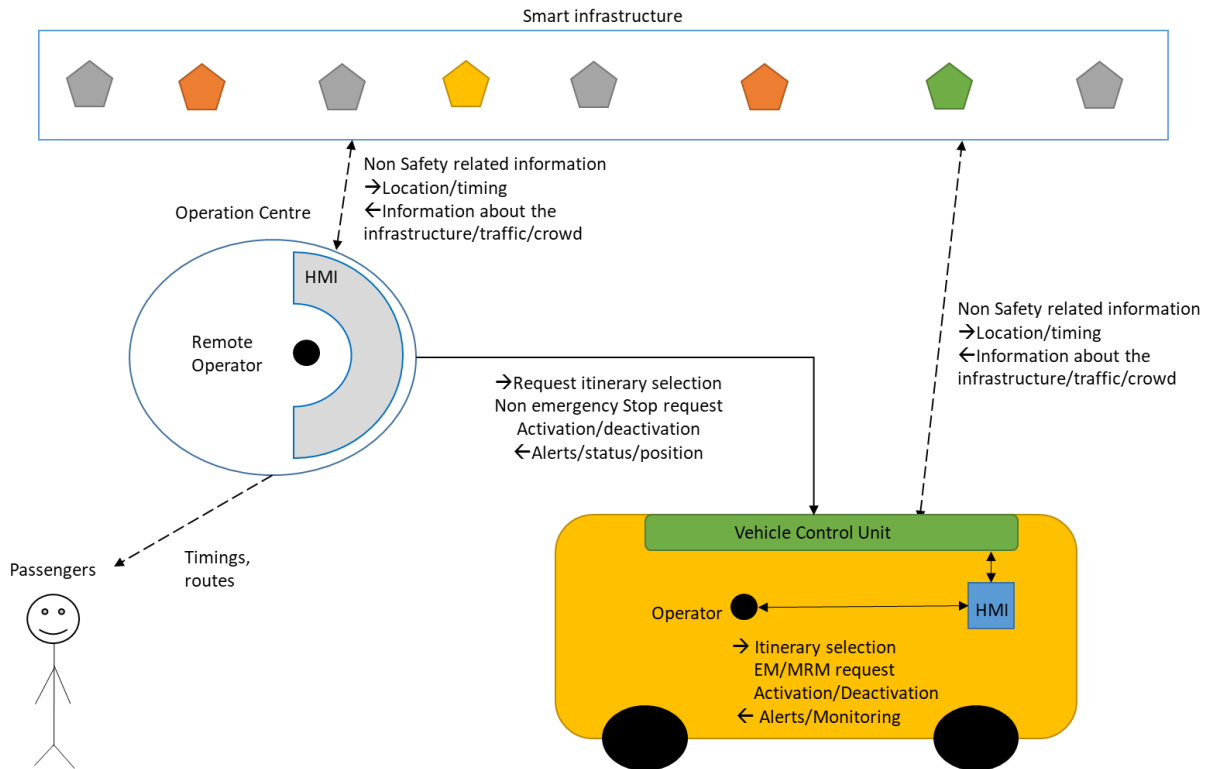 Smart infrastructure
Non Safety related information
→Location/timing
←Information about the
infrastructure/traffic/crowd
Operation Centre
HMI
Remote
Operator
Non Safety related information
→Location/timing
←Information about the
infrastructure/traffic/crowd
→Request itinerary selection
Non emergency Stop request
Activation/deactivation
←Alerts/status/position
Vehicle Control Unit
Timings,
routes
Passengers
Operator
HMI
→ Itinerary selection
EM/MRM request
Activation/Deactivation
← Alerts/Monitoring